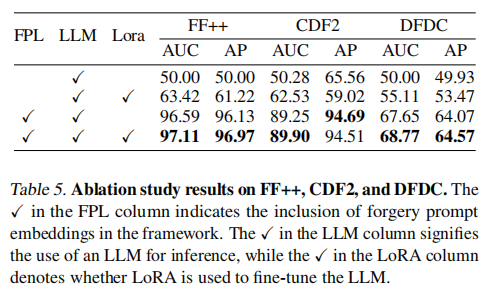 FPL LLM Lora FF++ CDF2 DFDC
AUC AP AUC AP AUC AP
✓ 50.00 50.00 50.28 65.56 50.00 49.93
✓ ✓ 63.42 61.22 62.53 59.02 55.11 53.47
✓ ✓ 96.59 96.13 89.25 94.69 67.65 64.07
✓ ✓ ✓ 97.11 96.97 89.90 94.51 68.77 64.57
Table 5. Ablation study results on FF++, CDF2, and DFDC. The
✓ in the FPL column indicates the inclusion of forgery prompt
embeddings in the framework. The ✓ in the LLM column signifies
the use of an LLM for inference, while the ✓ in the LoRA column
denotes whether LoRA is used to fine-tune the LLM.